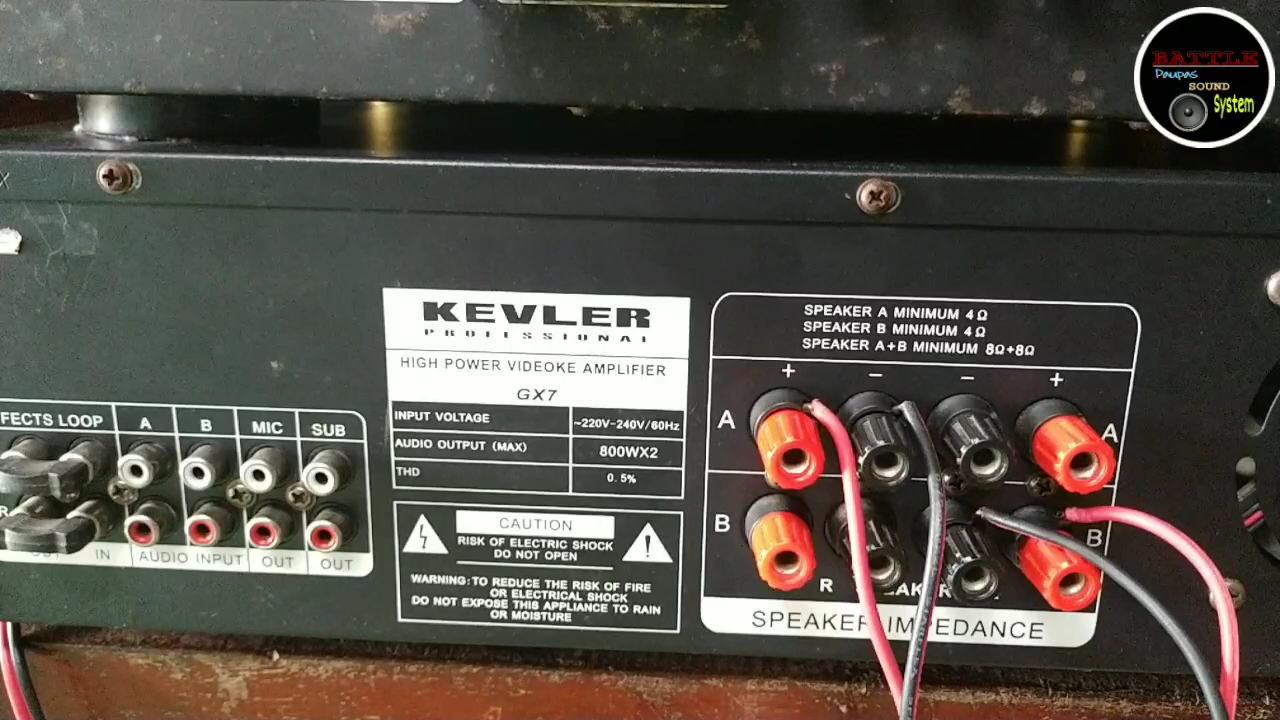 BATTLE
Paupas
SOUND
System
KEVLER
PROFESSIONAL
HIGH POWER VIDEOKE AMPLIFIER
GX7
INPUT VOLTAGE ~220V-240V/60Hz
AUDIO OUTPUT (MAX) 800WX2
THD 0.5%
CAUTION
RISK OF ELECTRIC SHOCK
DO NOT OPEN
WARNING: TO REDUCE THE RISK OF FIRE
OR ELECTRICAL SHOCK
DO NOT EXPOSE THIS APPLIANCE TO RAIN
OR MOISTURE
SPEAKER A MINIMUM 4Ω
SPEAKER B MINIMUM 4Ω
SPEAKER A+B MINIMUM 8Ω+8Ω
+ − − +
A A
B B
R
SPEAKER IMPEDANCE
FFECTS LOOP A B MIC SUB
R
IN AUDIO INPUT OUT OUT